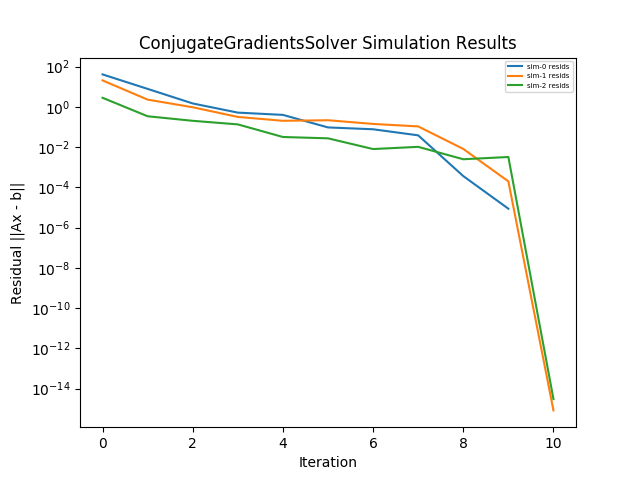 ConjugateGradientsSolver Simulation Results
sim-0 resids
sim-1 resids
sim-2 resids
Residual ||Ax - b||
10^2
10^0
10^-2
10^-4
10^-6
10^-8
10^-10
10^-12
10^-14
0 2 4 6 8 10
Iteration